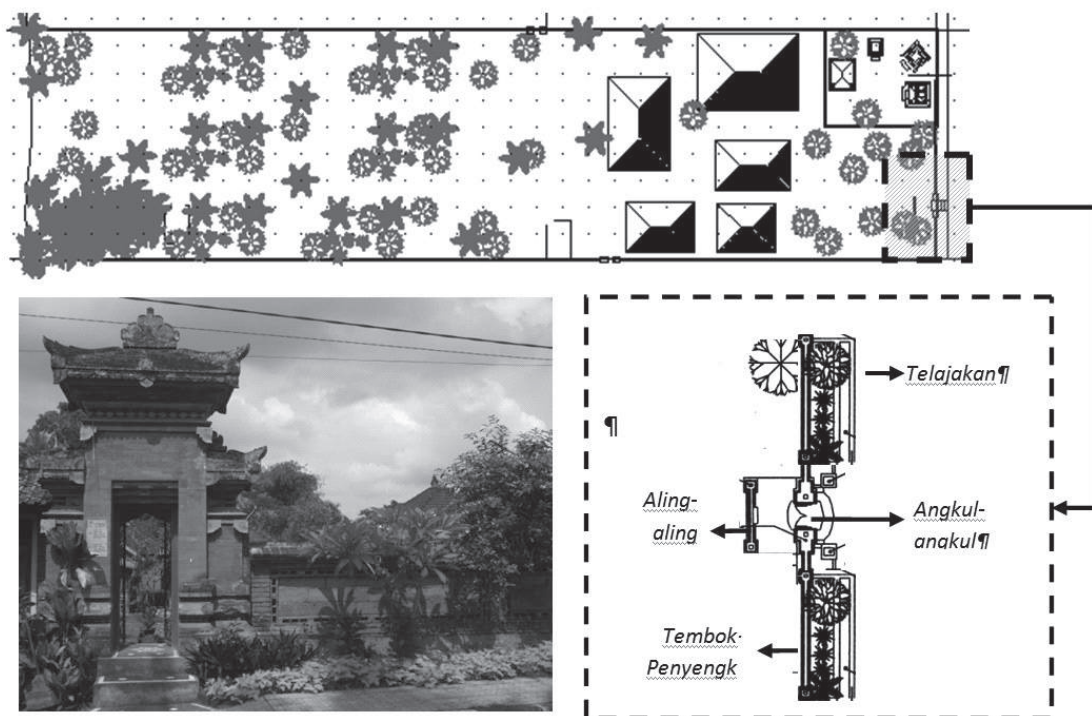 Telajakan¶
¶
Aling-
aling
Angkul-
angkul¶
Tembok·
Penyengk